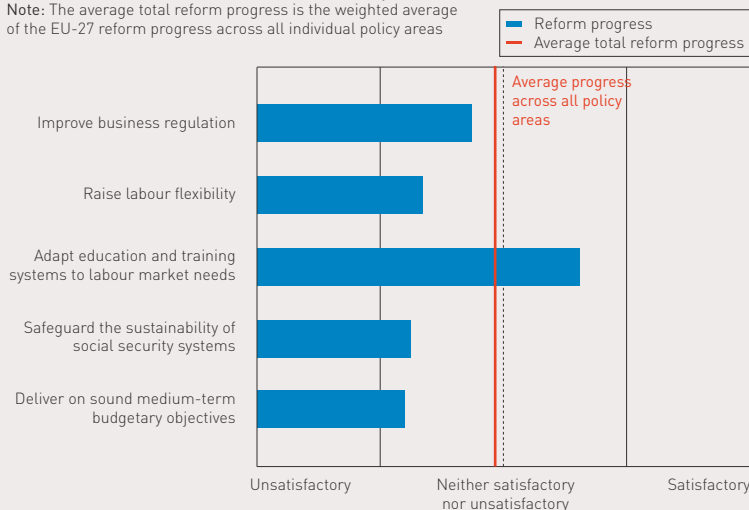 Note: The average total reform progress is the weighted average
of the EU-27 reform progress across all individual policy areas
Reform progress
Average total reform progress
Average progress
across all policy
areas
Improve business regulation
Raise labour flexibility
Adapt education and training
systems to labour market needs
Safeguard the sustainability of
social security systems
Deliver on sound medium-term
budgetary objectives
Unsatisfactory
Neither satisfactory
nor unsatisfactory
Satisfactory